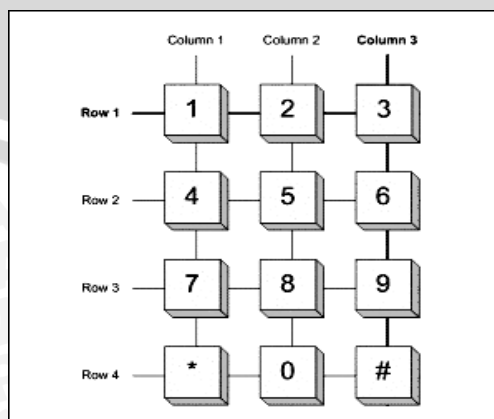 Column 1 Column 2 Column 3
Row 1 1 2 3
Row 2 4 5 6
Row 3 7 8 9
Row 4 * 0 #